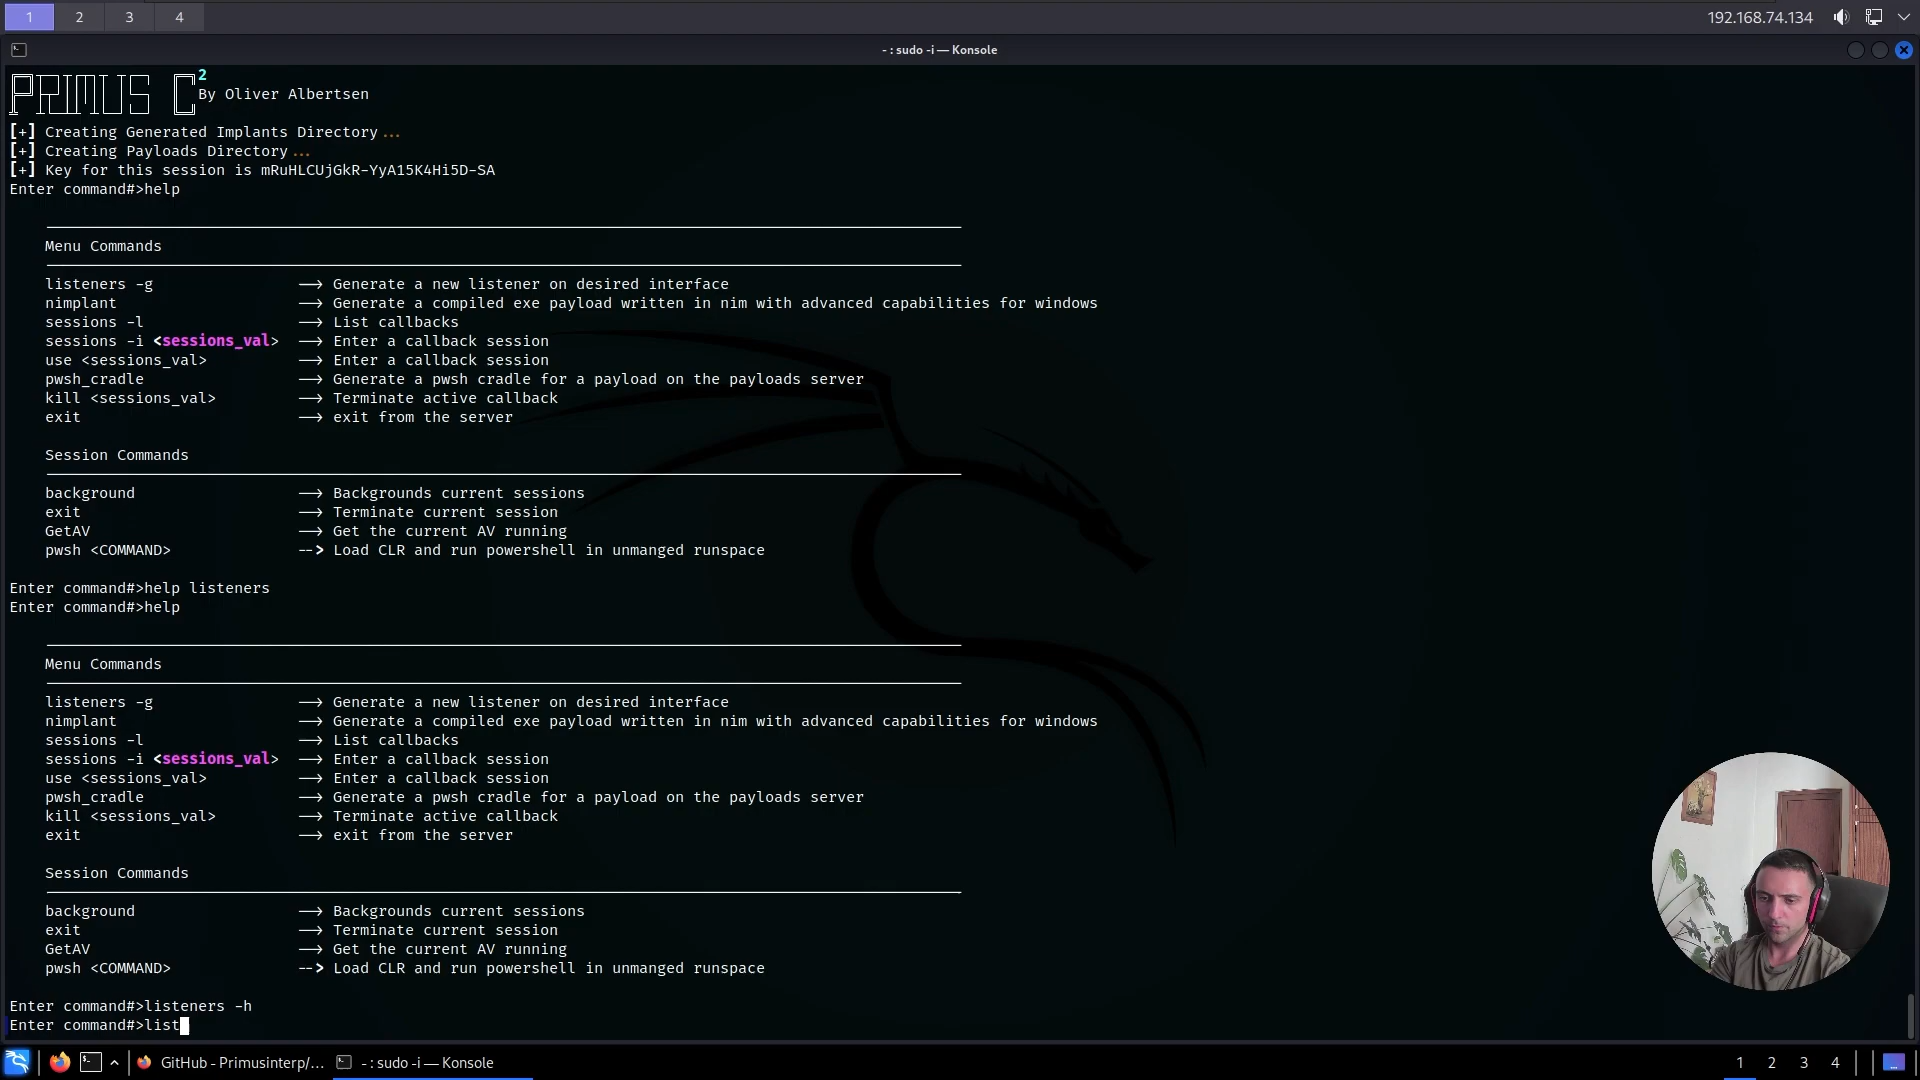 1 2 3 4 192.168.74.134
- : sudo -i — Konsole
PRIMUS C2
By Oliver Albertsen
[+] Creating Generated Implants Directory...
[+] Creating Payloads Directory...
[+] Key for this session is mRuHLCUjGkR-YyA15K4Hi5D-SA
Enter command#>help
Menu Commands
listeners -g --> Generate a new listener on desired interface
nimplant --> Generate a compiled exe payload written in nim with advanced capabilities for windows
sessions -l --> List callbacks
sessions -i <sessions_val> --> Enter a callback session
use <sessions_val> --> Enter a callback session
pwsh_cradle --> Generate a pwsh cradle for a payload on the payloads server
kill <sessions_val> --> Terminate active callback
exit --> exit from the server
Session Commands
background --> Backgrounds current sessions
exit --> Terminate current session
GetAV --> Get the current AV running
pwsh <COMMAND> --> Load CLR and run powershell in unmanged runspace
Enter command#>help listeners
Enter command#>help
Menu Commands
listeners -g --> Generate a new listener on desired interface
nimplant --> Generate a compiled exe payload written in nim with advanced capabilities for windows
sessions -l --> List callbacks
sessions -i <sessions_val> --> Enter a callback session
use <sessions_val> --> Enter a callback session
pwsh_cradle --> Generate a pwsh cradle for a payload on the payloads server
kill <sessions_val> --> Terminate active callback
exit --> exit from the server
Session Commands
background --> Backgrounds current sessions
exit --> Terminate current session
GetAV --> Get the current AV running
pwsh <COMMAND> --> Load CLR and run powershell in unmanged runspace
Enter command#>listeners -h
Enter command#>list
GitHub - Primusinterp/... - : sudo -i — Konsole 1 2 3 4